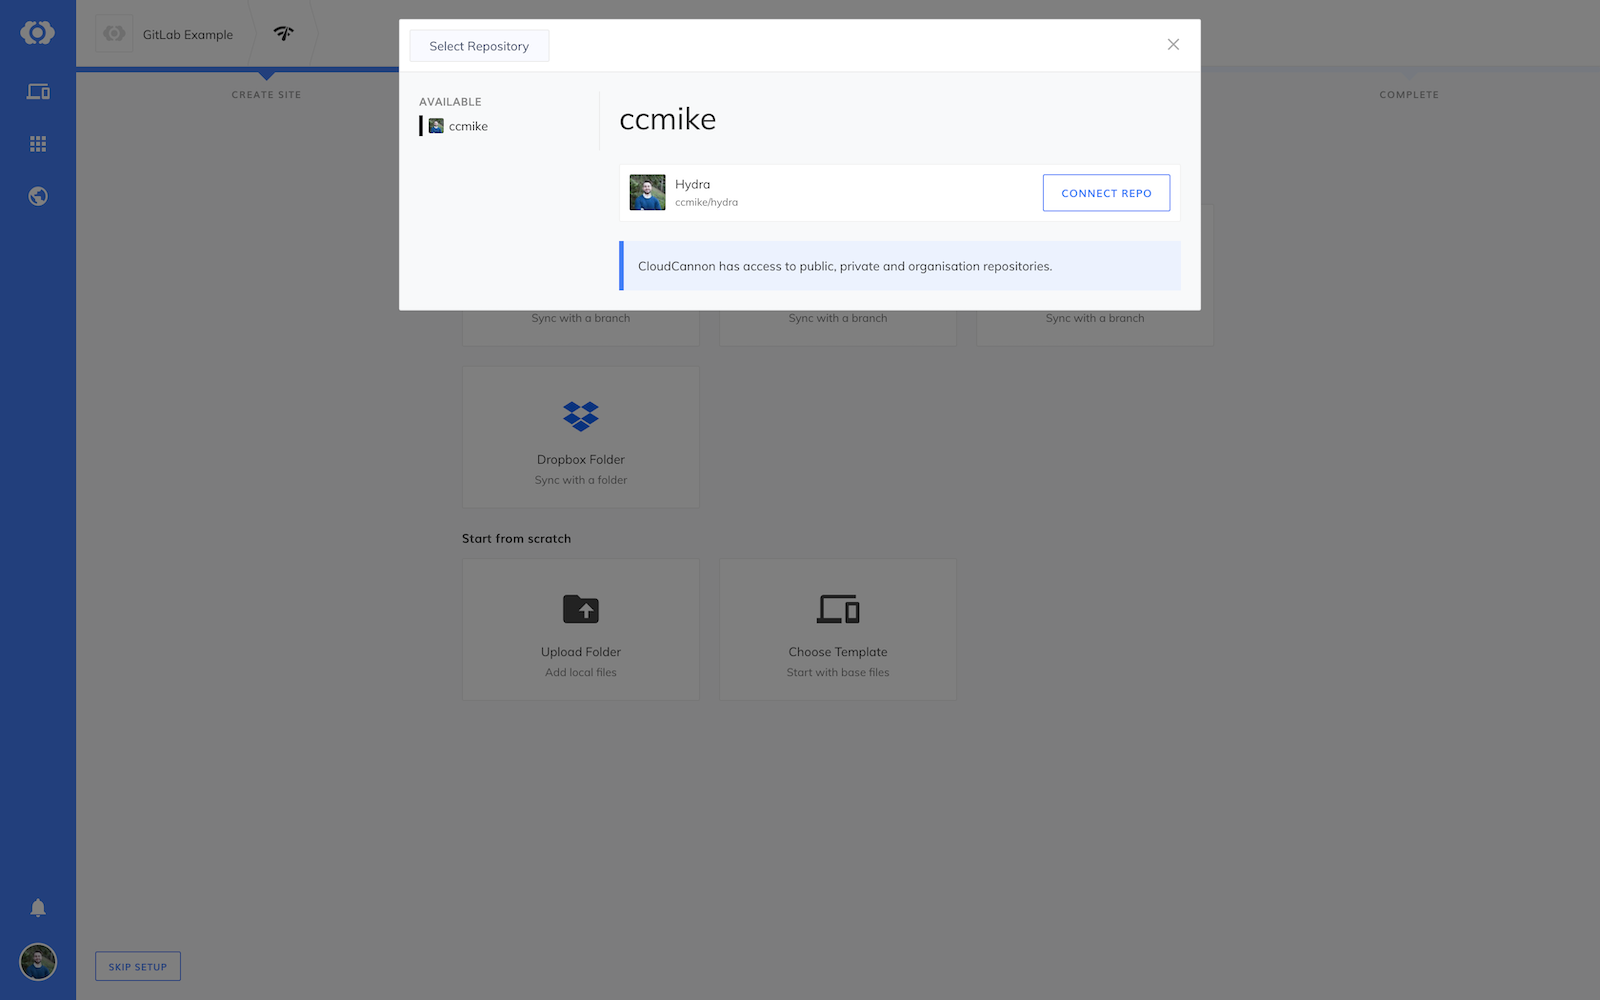 GitLab Example
CREATE SITE
COMPLETE
Select Repository
AVAILABLE
ccmike
ccmike
Hydra
ccmike/hydra
CONNECT REPO
CloudCannon has access to public, private and organisation repositories.
Sync with a branch
Sync with a branch
Sync with a branch
Dropbox Folder
Sync with a folder
Start from scratch
Upload Folder
Add local files
Choose Template
Start with base files
SKIP SETUP